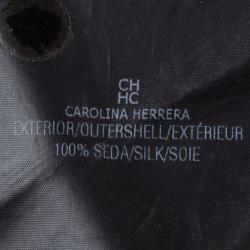 CH
HC
CAROLINA HERRERA
EXTERIOR/OUTERSHELL/EXTÉRIEUR
100% SEDA/SILK/SOIE